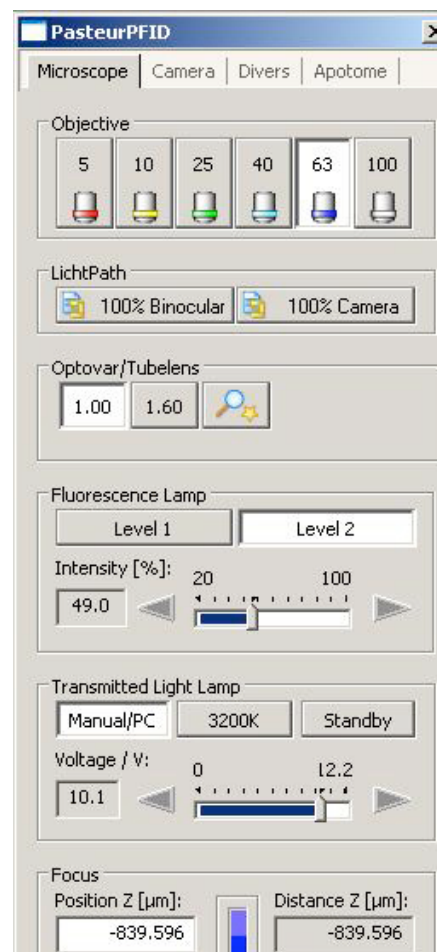 PasteurPFID
Microscope Camera Divers Apotome
Objective
5 10 25 40 63 100
LichtPath
100% Binocular 100% Camera
Optovar/Tubelens
1.00 1.60
Fluorescence Lamp
Level 1 Level 2
Intensity [%]:
20 100
49.0
Transmitted Light Lamp
Manual/PC 3200K Standby
Voltage / V:
0 12.2
10.1
Focus
Position Z [µm]: Distance Z [µm]:
-839.596 -839.596